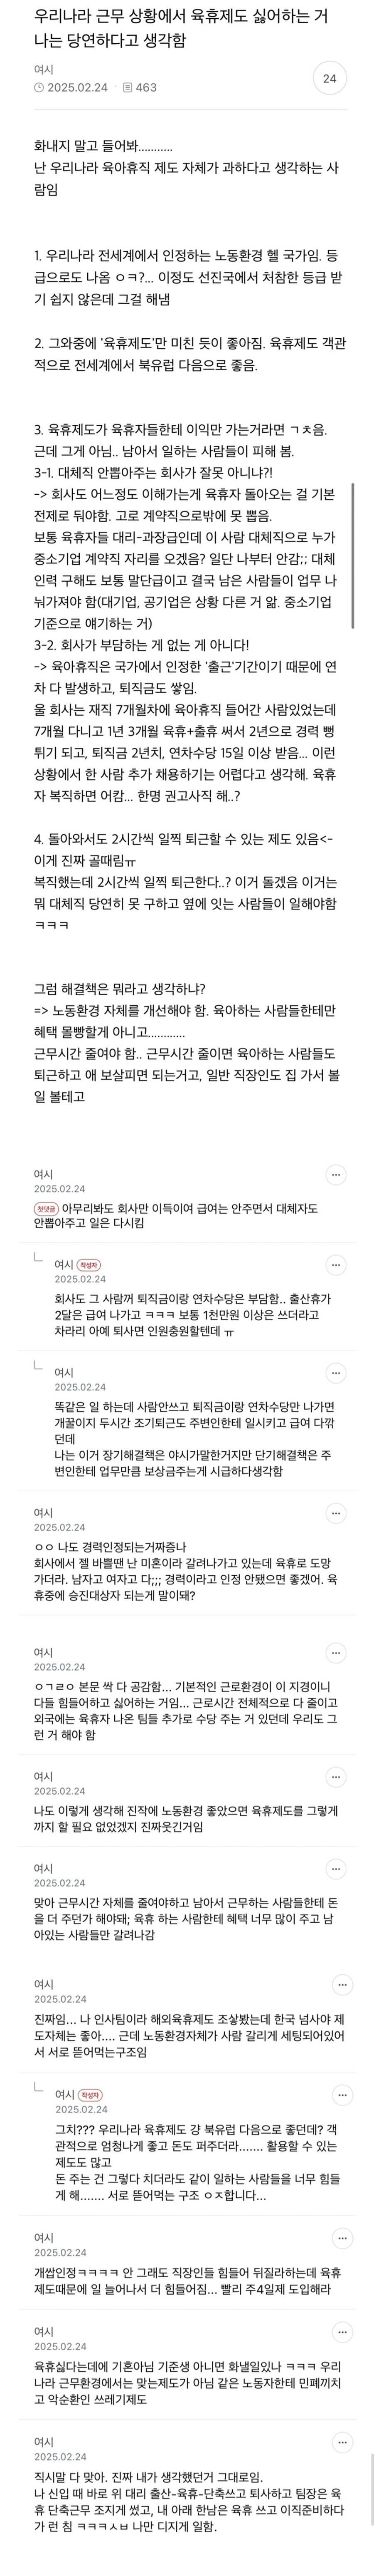 우리나라 근무 상황에서 육휴제도 싫어하는 거
나는 당연하다고 생각함
여시
2025.02.24 · 463
24
화내지 말고 들어봐...........
난 우리나라 육아휴직 제도 자체가 과하다고 생각하는 사
람임
1. 우리나라 전세계에서 인정하는 노동환경 헬 국가임. 등
급으로도 나옴 ㅇㅋ?... 이정도 선진국에서 처참한 등급 받
기 쉽지 않은데 그걸 해냄
2. 그와중에 '육휴제도'만 미친 듯이 좋아짐. 육휴제도 객관
적으로 전세계에서 북유럽 다음으로 좋음.
3. 육휴제도가 육휴자들한테 이익만 가는거라면 ㄱㅊ음.
근데 그게 아님.. 남아서 일하는 사람들이 피해 봄.
3-1. 대체직 안뽑아주는 회사가 잘못 아니냐?!
-> 회사도 어느정도 이해가는게 육휴자 돌아오는 걸 기본
전제로 둬야함. 고로 계약직으로밖에 못 뽑음.
보통 육휴자들 대리-과장급인데 이 사람 대체직으로 누가
중소기업 계약직 자리를 오겠음? 일단 나부터 안감;; 대체
인력 구해도 보통 말단급이고 결국 남은 사람들이 업무 나
눠가져야 함(대기업, 공기업은 상황 다른 거 앎. 중소기업
기준으로 얘기하는 거)
3-2. 회사가 부담하는 게 없는 게 아니다!
-> 육아휴직은 국가에서 인정한 '출근'기간이기 때문에 연
차 다 발생하고, 퇴직금도 쌓임.
울 회사는 재직 7개월차에 육아휴직 들어간 사람있었는데
7개월 다니고 1년 3개월 육휴+출휴 써서 2년으로 경력 뻥
튀기 되고, 퇴직금 2년치, 연차수당 15일 이상 받음... 이런
상황에서 한 사람 추가 채용하기는 어렵다고 생각해. 육휴
자 복직하면 어캄... 한명 권고사직 해..?
4. 돌아와서도 2시간씩 일찍 퇴근할 수 있는 제도 있음<-
이게 진짜 골때림ㅠ
복직했는데 2시간씩 일찍 퇴근한다..? 이거 돌겠음 이거는
뭐 대체직 당연히 못 구하고 옆에 잇는 사람들이 일해야함
ㅋㅋㅋ
그럼 해결책은 뭐라고 생각하냐?
=> 노동환경 자체를 개선해야 함. 육아하는 사람들한테만
혜택 몰빵할게 아니고...........
근무시간 줄여야 함.. 근무시간 줄이면 육아하는 사람들도
퇴근하고 애 보살피면 되는거고, 일반 직장인도 집 가서 볼
일 볼테고
여시
2025.02.24
첫댓글 아무리봐도 회사만 이득이여 급여는 안주면서 대체자도
안뽑아주고 일은 다시킴
여시 작성자
2025.02.24
회사도 그 사람꺼 퇴직금이랑 연차수당은 부담함.. 출산휴가
2달은 급여 나가고 ㅋㅋㅋ 보통 1천만원 이상은 쓰더라고
차라리 아예 퇴사면 인원충원할텐데 ㅠ
여시
2025.02.24
똑같은 일 하는데 사람안쓰고 퇴직금이랑 연차수당만 나가면
개꿀이지 두시간 조기퇴근도 주변인한테 일시키고 급여 다깎
던데
나는 이거 장기해결책은 야시가말한거지만 단기해결책은 주
변인한테 업무만큼 보상금주는게 시급하다생각함
여시
2025.02.24
ㅇㅇ 나도 경력인정되는거짜증나
회사에서 젤 바쁠땐 난 미혼이라 갈려나가고 있는데 육휴로 도망
가더라. 남자고 여자고 다;;; 경력이라고 인정 안됐으면 좋겠어. 육
휴중에 승진대상자 되는게 말이돼?
여시
2025.02.24
ㅇㄱㄹㅇ 본문 싹 다 공감함... 기본적인 근로환경이 이 지경이니
다들 힘들어하고 싫어하는 거임... 근로시간 전체적으로 다 줄이고
외국에는 육휴자 나온 팀들 추가로 수당 주는 거 있던데 우리도 그
런 거 해야 함
여시
2025.02.24
나도 이렇게 생각해 진작에 노동환경 좋았으면 육휴제도를 그렇게
까지 할 필요 없었겠지 진짜웃긴거임
여시
2025.02.24
맞아 근무시간 자체를 줄여야하고 남아서 근무하는 사람들한테 돈
을 더 주던가 해야돼; 육휴 하는 사람한테 혜택 너무 많이 주고 남
아있는 사람들만 갈려나감
여시
2025.02.24
진짜임... 나 인사팀이라 해외육휴제도 조샇봤는데 한국 넘사야 제
도자체는 좋아.... 근데 노동환경자체가 사람 갈리게 세팅되어있어
서 서로 뜯어먹는구조임
여시 작성자
2025.02.24
그치??? 우리나라 육휴제도 걍 북유럽 다음으로 좋던데? 객
관적으로 엄청나게 좋고 돈도 퍼주더라....... 활용할 수 있는
제도도 많고
돈 주는 건 그렇다 치더라도 같이 일하는 사람들을 너무 힘들
게 해....... 서로 뜯어먹는 구조 ㅇㅈ합니다...
여시
2025.02.24
개쌉인정ㅋㅋㅋㅋ 안 그래도 직장인들 힘들어 뒤질라하는데 육휴
제도때문에 일 늘어나서 더 힘들어짐... 빨리 주4일제 도입해라
여시
2025.02.24
육휴싫다는데에 기혼아님 기준생 아니면 화낼일있나 ㅋㅋㅋ 우리
나라 근무환경에서는 맞는제도가 아님 같은 노동자한테 민폐끼치
고 악순환인 쓰레기제도
여시
2025.02.24
직시말 다 맞아. 진짜 내가 생각했던거 그대로임.
나 신입 때 바로 위 대리 출산-육휴-단축쓰고 퇴사하고 팀장은 육
휴 단축근무 조지게 썼고, 내 아래 한남은 육휴 쓰고 이직준비하다
가 런 침 ㅋㅋㅋㅅㅂ 나만 디지게 일함.